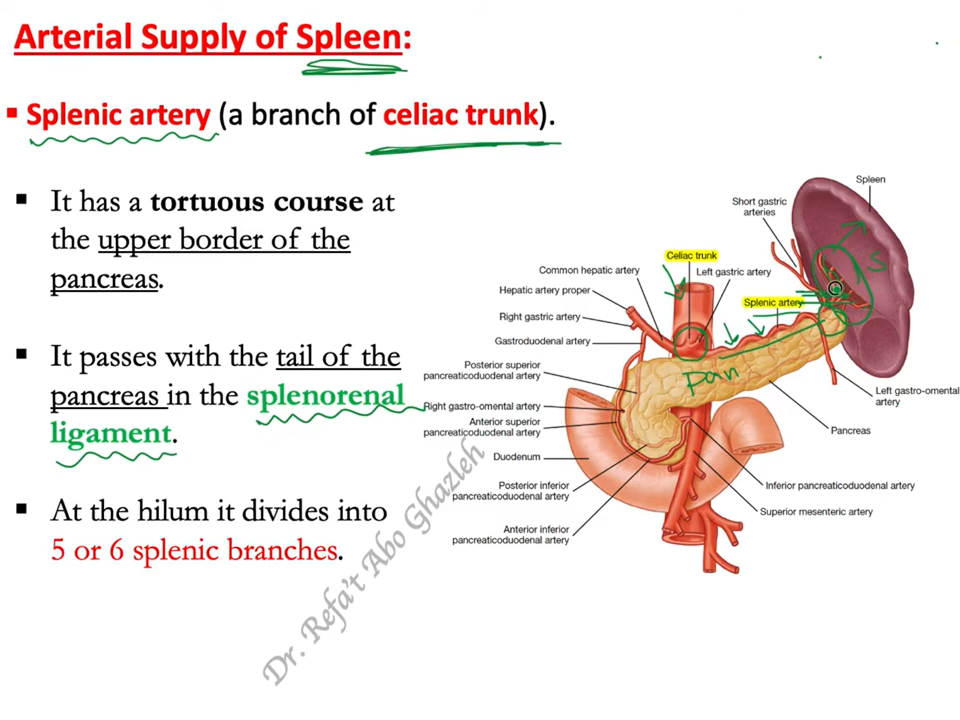 Arterial Supply of Spleen:
▪ Splenic artery (a branch of celiac trunk).
▪ It has a tortuous course at
the upper border of the
pancreas.
▪ It passes with the tail of the
pancreas in the splenorenal
ligament.
▪ At the hilum it divides into
5 or 6 splenic branches.
Spleen
Short gastric
arteries
Celiac trunk
Common hepatic artery
Left gastric artery
Hepatic artery proper
Splenic artery
Right gastric artery
Gastroduodenal artery
Posterior superior
pancreaticoduodenal artery
Right gastro-omental artery
Anterior superior
pancreaticoduodenal artery
Duodenum
Posterior inferior
pancreaticoduodenal artery
Anterior inferior
pancreaticoduodenal artery
Left gastro-omental
artery
Pancreas
Inferior pancreaticoduodenal artery
Superior mesenteric artery
pan
S
Dr. Refa't Abo Ghazleh